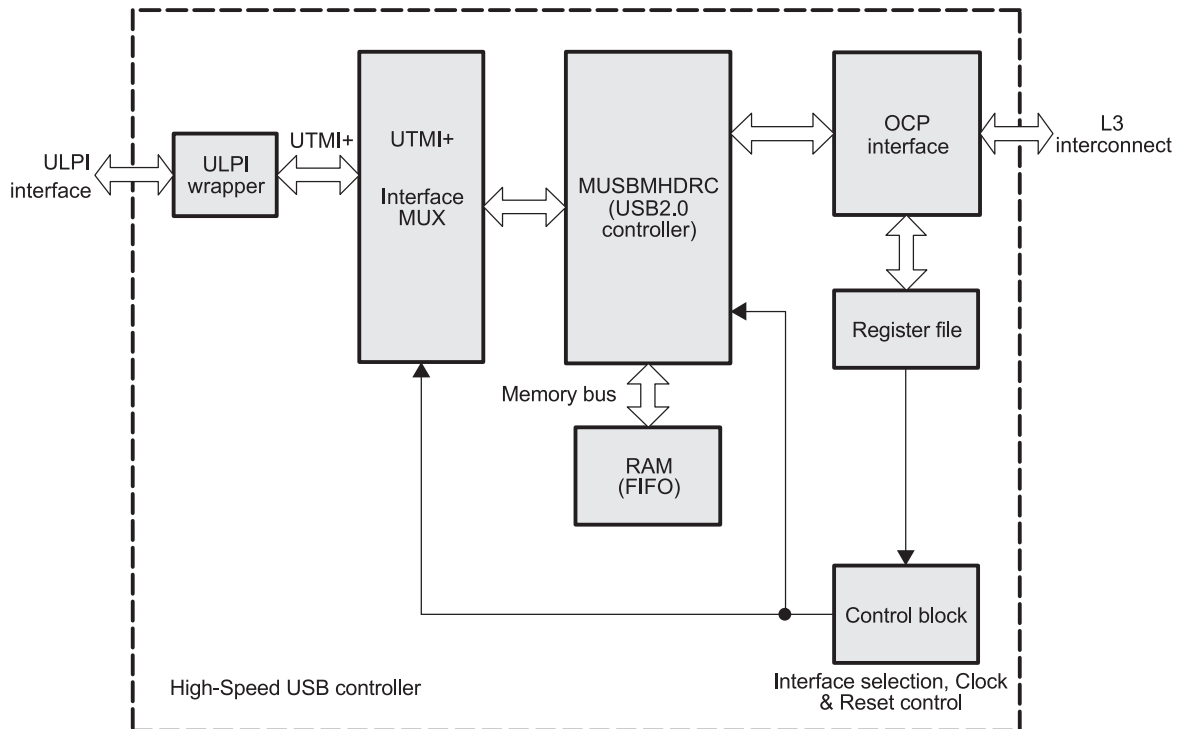 ULPI
interface
ULPI
wrapper
UTMI+
UTMI+
Interface
MUX
MUSBMHDRC
(USB2.0
controller)
OCP
interface
L3
interconnect
Register file
Memory bus
RAM
(FIFO)
Control block
High-Speed USB controller
Interface selection, Clock
& Reset control